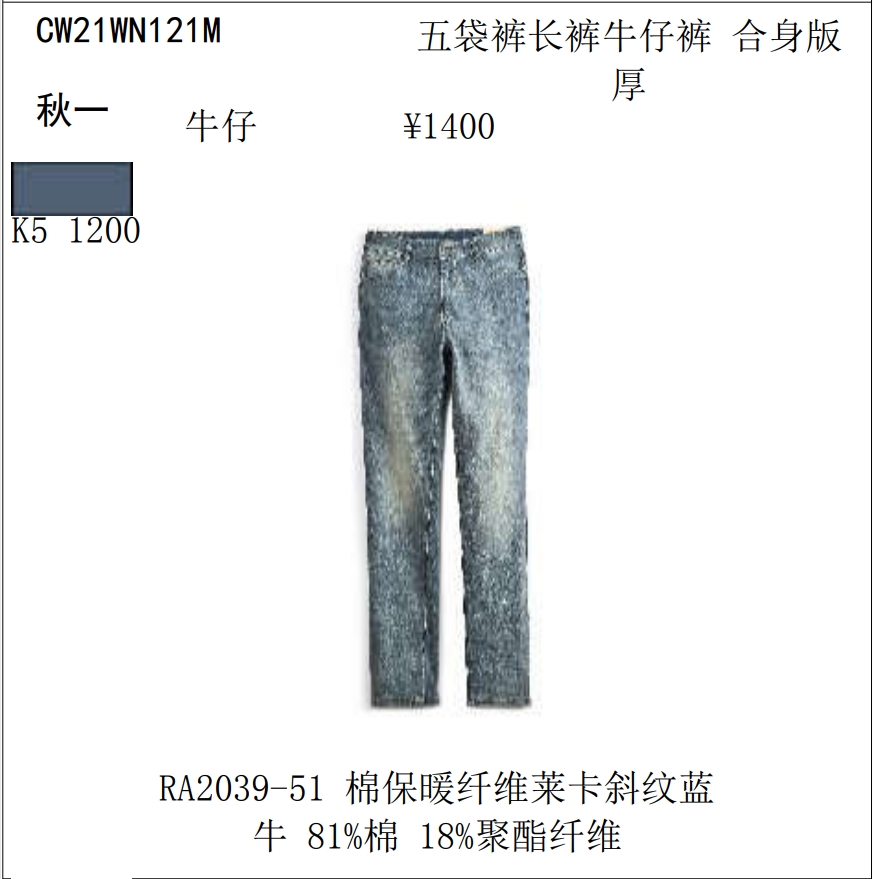 CW21WN121M
五袋裤长裤牛仔裤 合身版
厚
秋一
牛仔
¥1400
K5 1200
RA2039-51 棉保暖纤维莱卡斜纹蓝
牛 81%棉 18%聚酯纤维